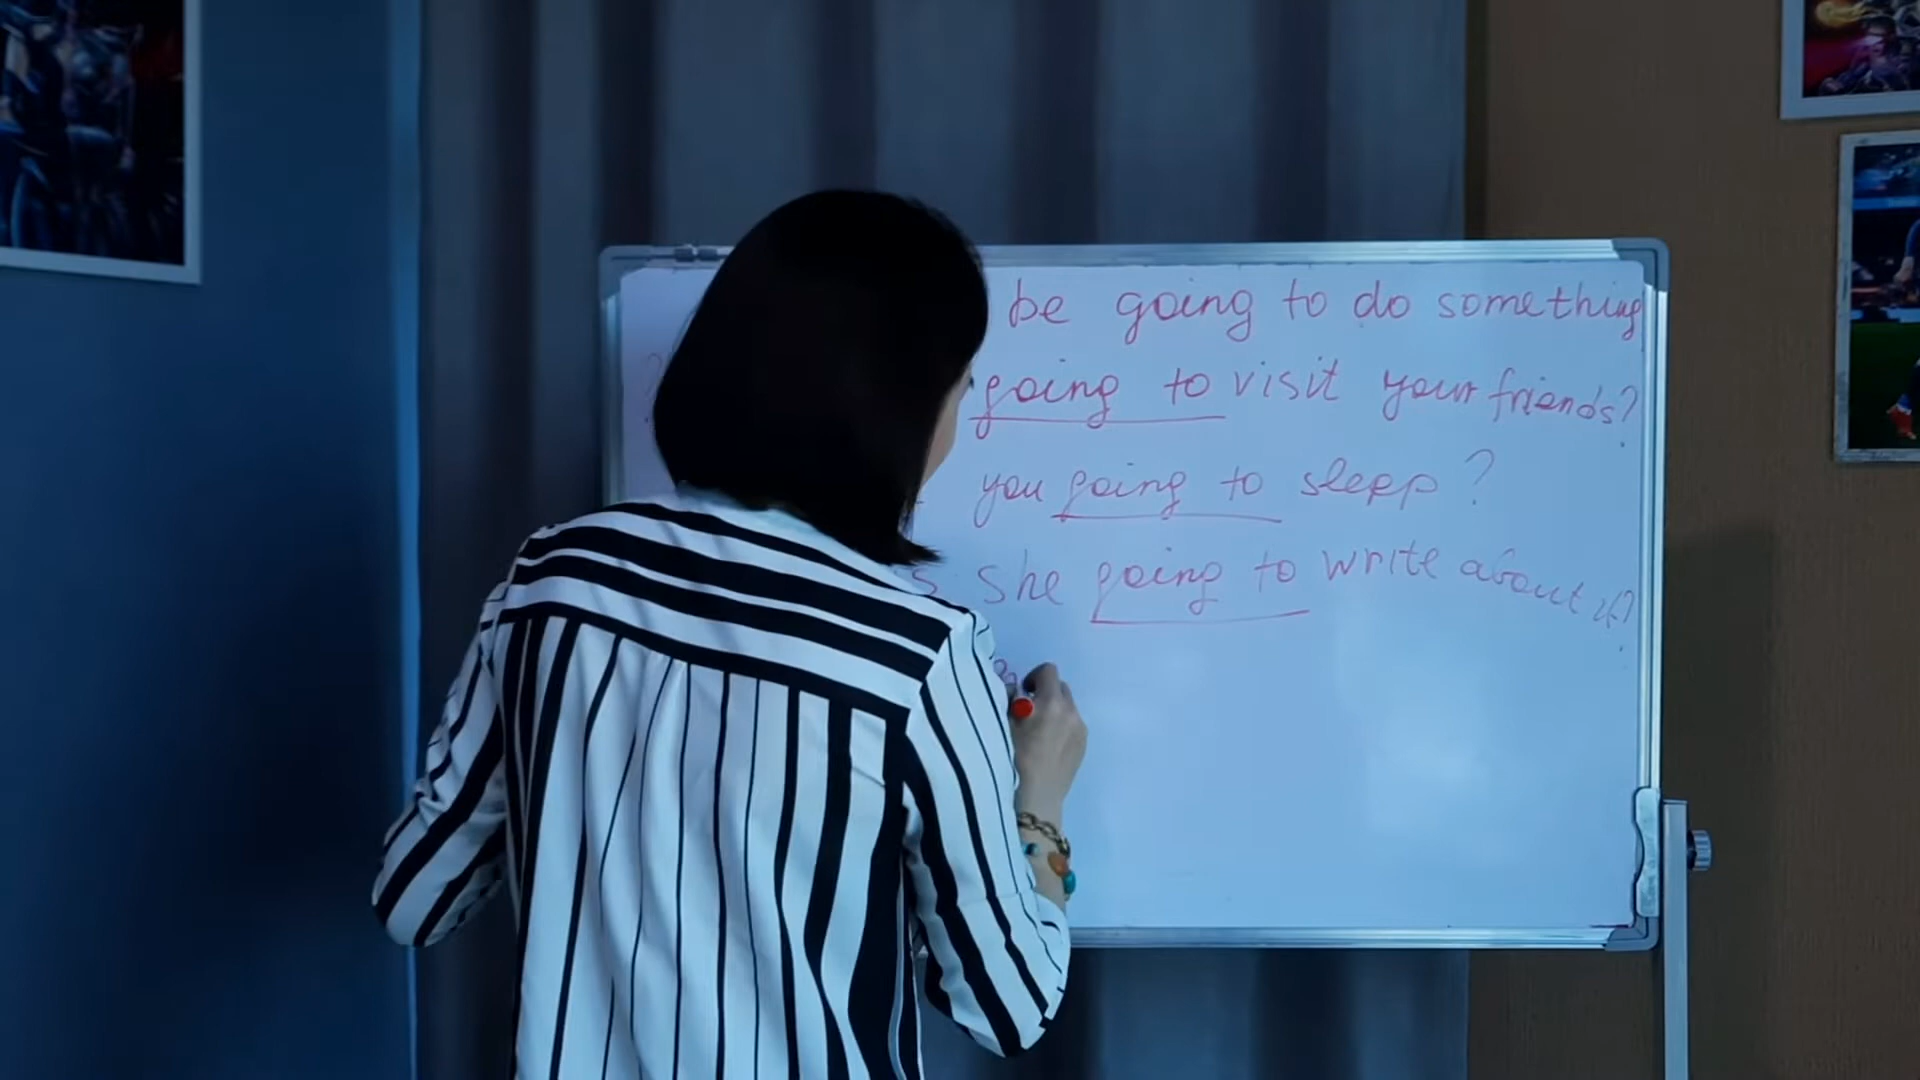 be going to do something
going to visit your friends?
you going to sleep?
she going to write about it?